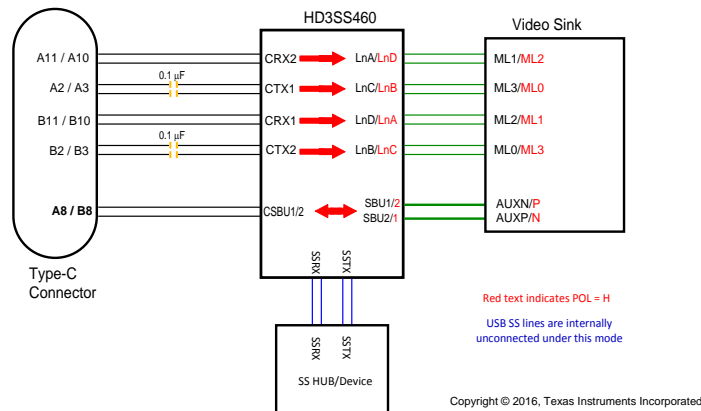 HD3SS460
Video Sink
A11 / A10
CRX2
LnA/LnD
ML1/ML2
0.1 µF
A2 / A3
CTX1
LnC/LnB
ML3/ML0
B11 / B10
CRX1
LnD/LnA
ML2/ML1
0.1 µF
B2 / B3
CTX2
LnB/LnC
ML0/ML3
A8 / B8
CSBU1/2
SBU1/2
SBU2/1
AUXN/P
AUXP/N
SSRX
SSTX
Type-C
Connector
Red text indicates POL = H
USB SS lines are internally
unconnected under this mode
SSRX
SSTX
SS HUB/Device
Copyright © 2016, Texas Instruments Incorporated